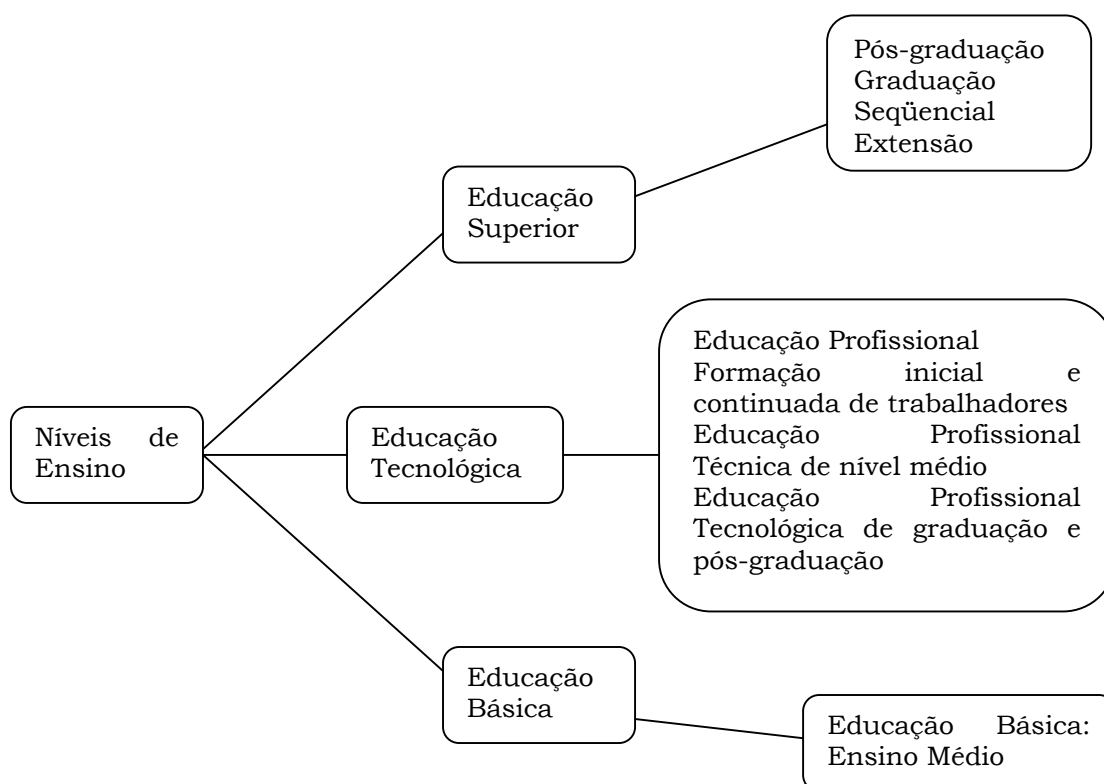 Pós-graduação
Graduação
Seqüencial
Extensão
Educação
Superior
Educação Profissional
Formação inicial e
continuada de trabalhadores
Educação Profissional
Técnica de nível médio
Educação Profissional
Tecnológica de graduação e
pós-graduação
Níveis de
Ensino
Educação
Tecnológica
Educação
Básica
Educação Básica:
Ensino Médio